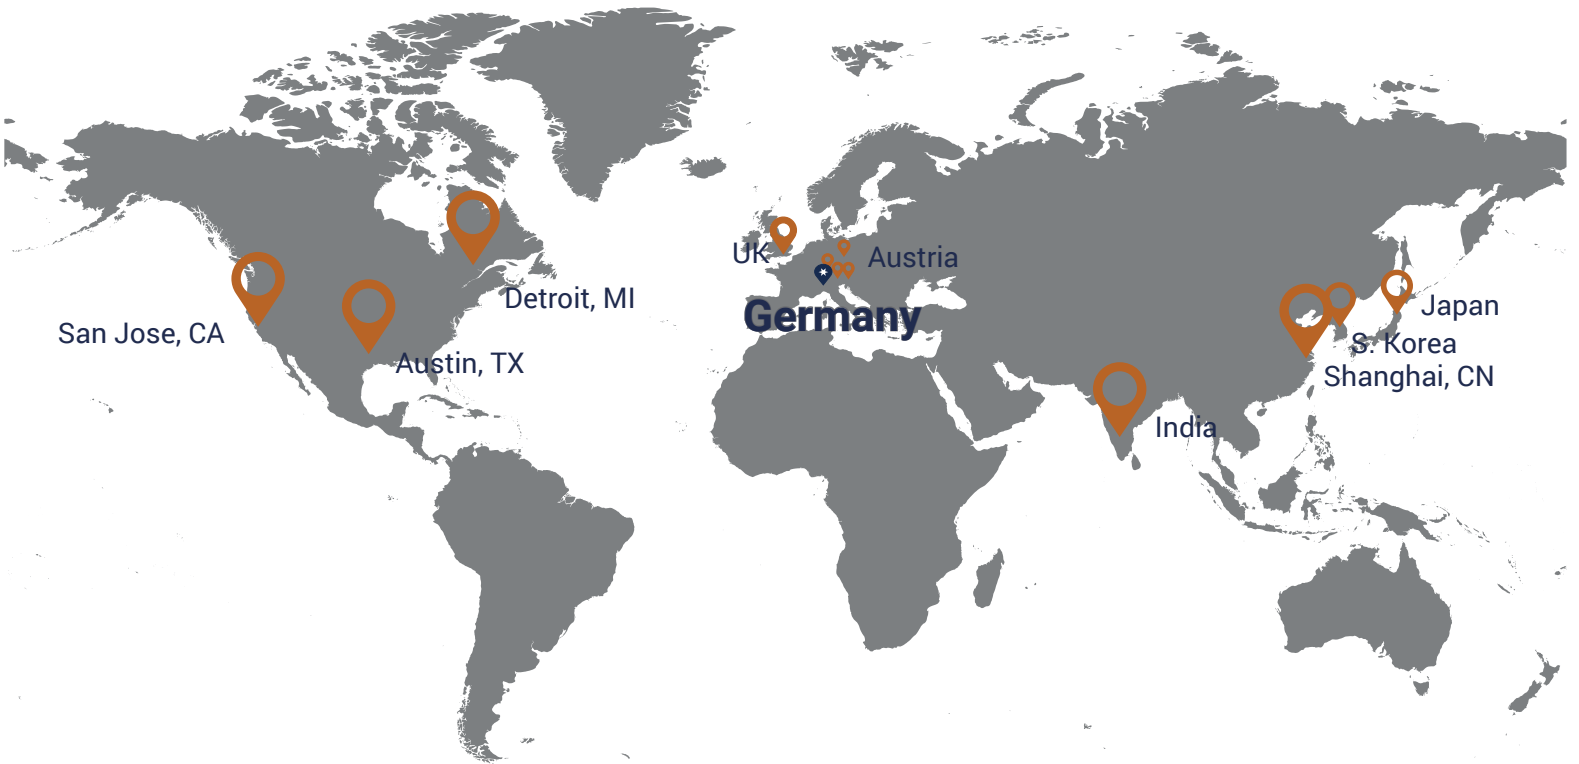 UK
Austria
Detroit, MI
Germany
Japan
San Jose, CA
S. Korea
Austin, TX
Shanghai, CN
India